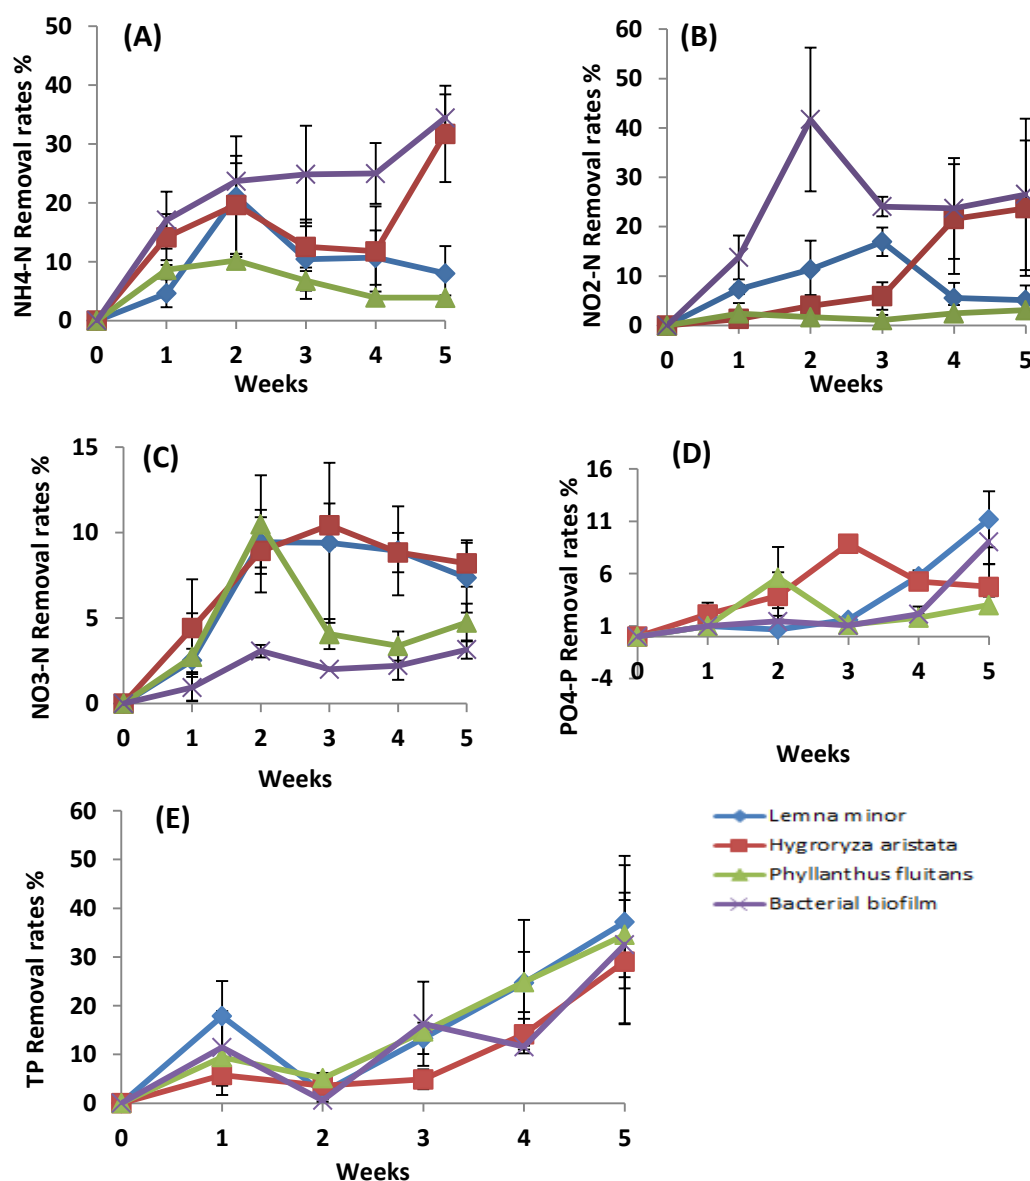 (A)
NH4-N Removal rates %
50
40
30
20
10
0
0 1 2 3 4 5
Weeks
(B)
NO2-N Removal rates %
60
50
40
30
20
10
0
0 1 2 3 4 5
Weeks
(C)
NO3-N Removal rates %
15
10
5
0
0 1 2 3 4 5
Weeks
(D)
PO4-P Removal rates %
16
11
6
1
-4
0 1 2 3 4 5
Weeks
(E)
TP Removal rates %
60
50
40
30
20
10
0
0 1 2 3 4 5
Weeks
Lemna minor
Hygroryza aristata
Phyllanthus fluitans
Bacterial biofilm